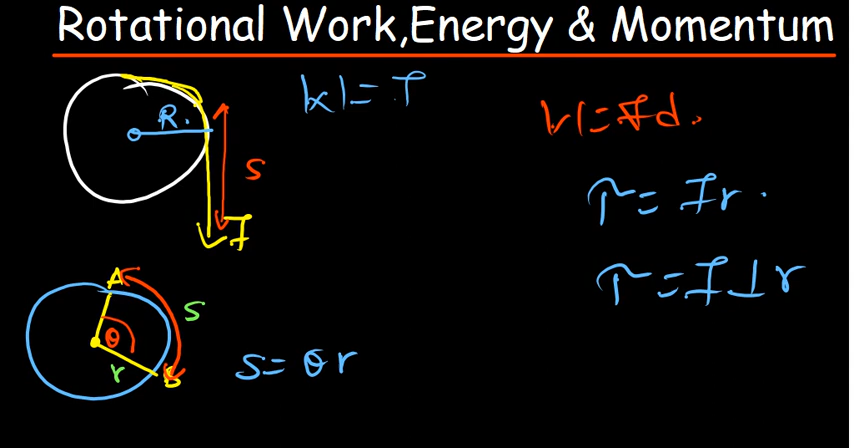 Rotational Work,Energy & Momentum
W = T
W = Fd.
R.
S
τ = Fr.
F
τ = F⊥r
A
S
θ
r
B
S = θr